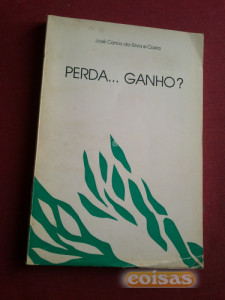 José Carlos da Silva e Costa
PERDA... GANHO?
coisas